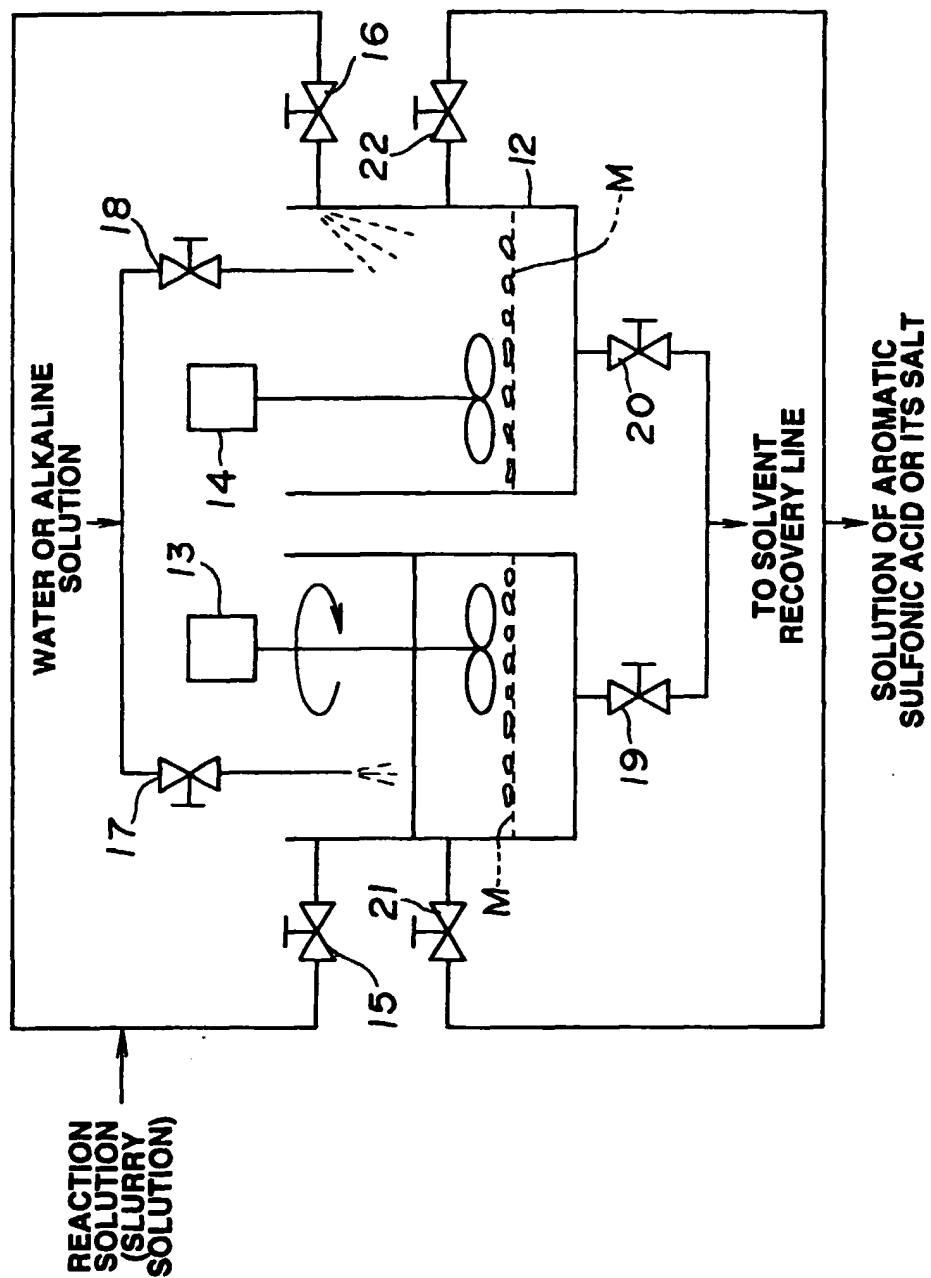 REACTION
SOLUTION
(SLURRY
SOLUTION)
WATER OR ALKALINE
SOLUTION
17
13
14
18
16
15
21
22
12
M
M
19
20
TO SOLVENT
RECOVERY LINE
SOLUTION OF AROMATIC
SULFONIC ACID OR ITS SALT